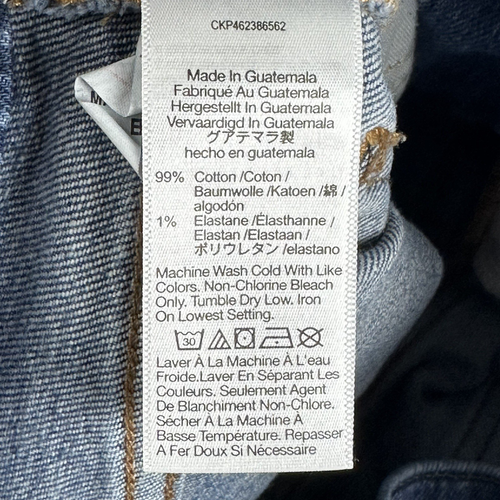 CKP462386562
Made In Guatemala
Fabriqué Au Guatemala
Hergestellt In Guatemala
Vervaardigd In Guatemala
グアテマラ製
hecho en guatemala
99% Cotton /Coton /
Baumwolle /Katoen /綿 /
algodón
1% Elastane /Élasthanne /
Elastan /Elastaan /
ポリウレタン /elastano
Machine Wash Cold With Like
Colors. Non-Chlorine Bleach
Only. Tumble Dry Low. Iron
On Lowest Setting.
30
Laver À La Machine À L'eau
Froide.Laver En Séparant Les
Couleurs. Seulement Agent
De Blanchiment Non-Chlore.
Sécher À La Machine À
Basse Température. Repasser
A Fer Doux Si Nécessaire